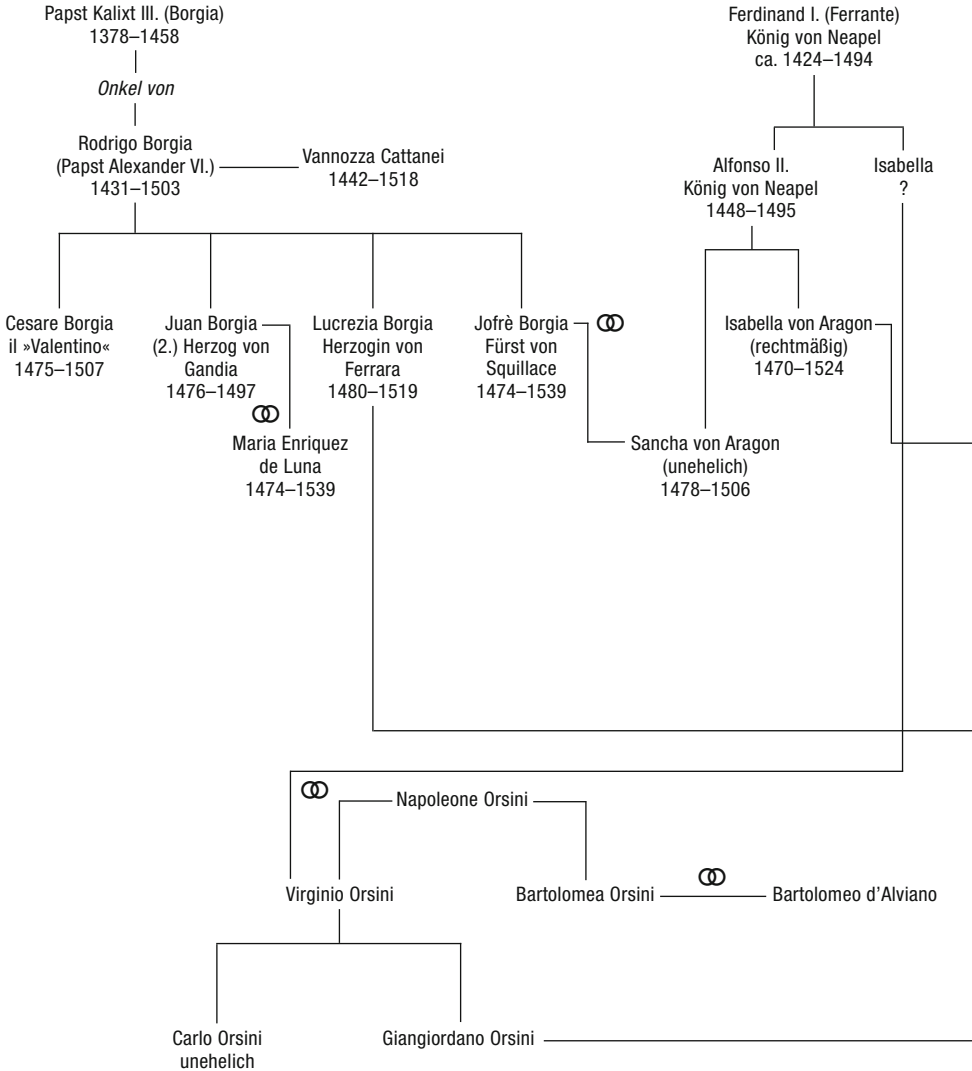 Papst Kalixt III. (Borgia)
1378–1458
Onkel von
Rodrigo Borgia
(Papst Alexander VI.)
1431–1503
Vannozza Cattanei
1442–1518
Ferdinand I. (Ferrante)
König von Neapel
ca. 1424–1494
Alfonso II.
König von Neapel
1448–1495
Isabella
?
Cesare Borgia
il »Valentino«
1475–1507
Juan Borgia
(2.) Herzog von
Gandia
1476–1497
Lucrezia Borgia
Herzogin von
Ferrara
1480–1519
Jofrè Borgia
Fürst von
Squillace
1474–1539
Isabella von Aragon
(rechtmäßig)
1470–1524
Maria Enriquez
de Luna
1474–1539
Sancha von Aragon
(unehelich)
1478–1506
Napoleone Orsini
Virginio Orsini
Bartolomea Orsini
Bartolomeo d'Alviano
Carlo Orsini
unehelich
Giangiordano Orsini